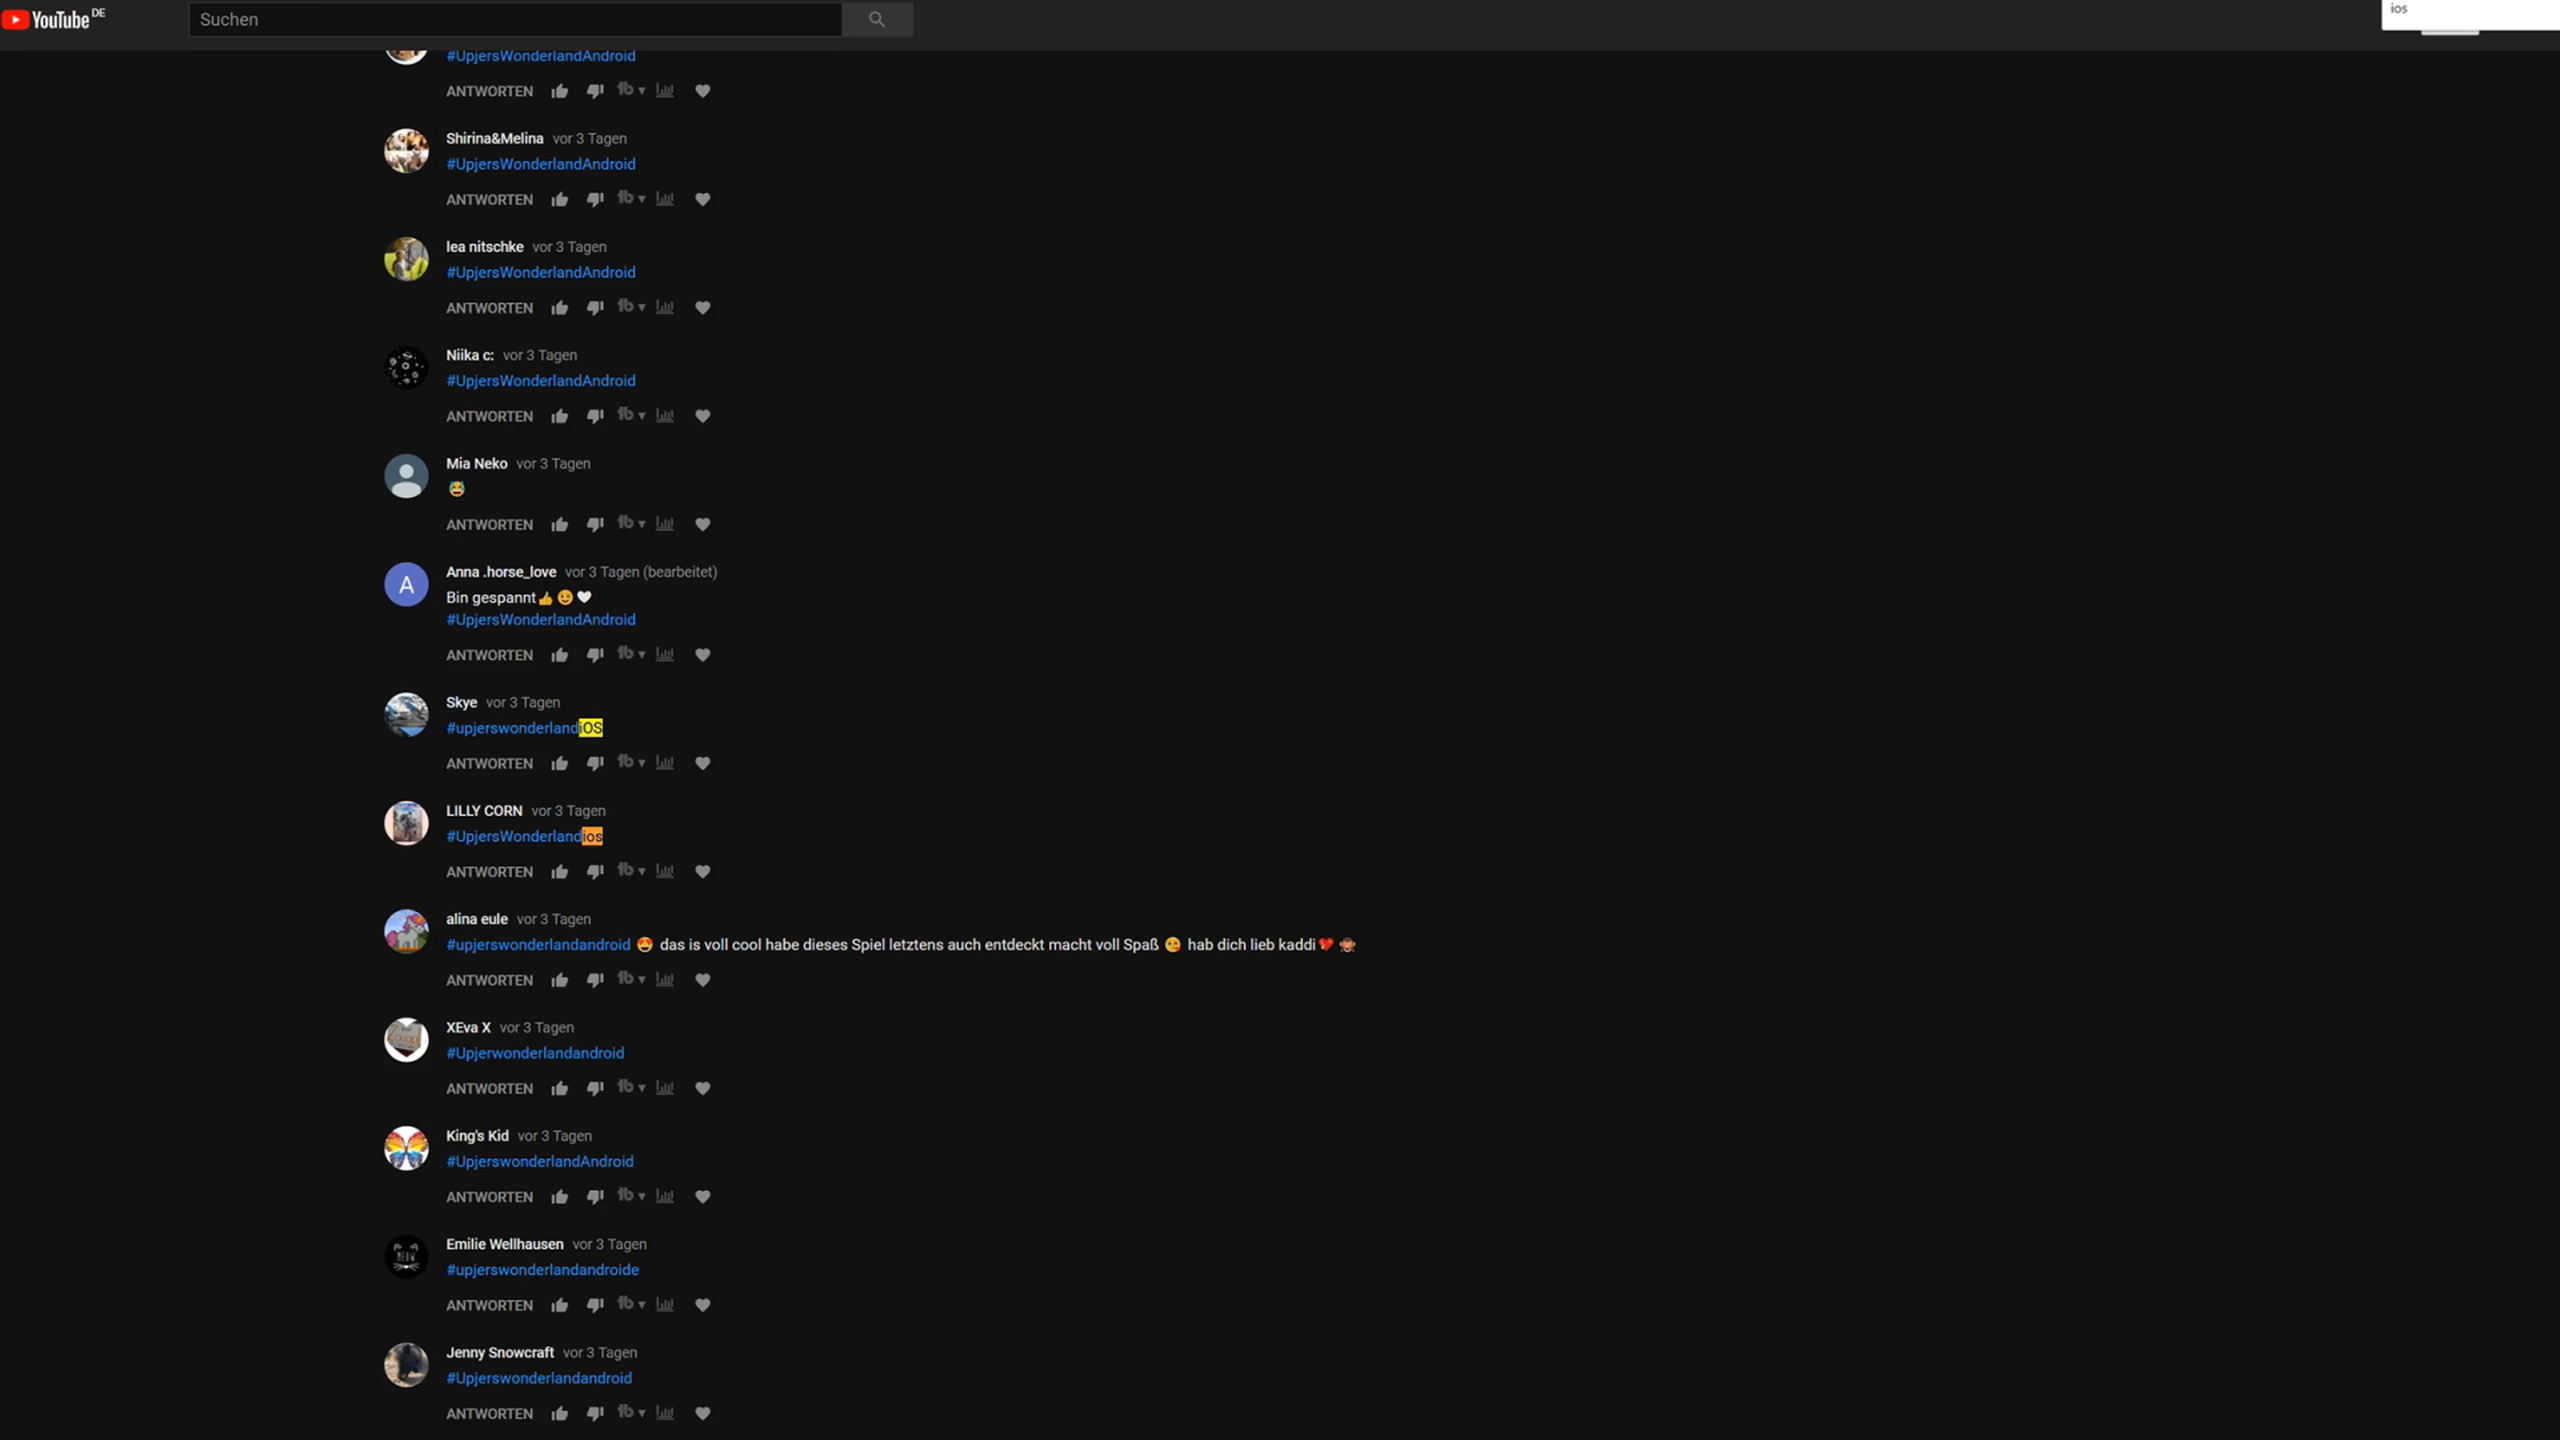 YouTube DE
Suchen
ios
#UpjersWonderlandAndroid
ANTWORTEN
Shirina&Melina vor 3 Tagen
#UpjersWonderlandAndroid
ANTWORTEN
lea nitschke vor 3 Tagen
#UpjersWonderlandAndroid
ANTWORTEN
Niika c: vor 3 Tagen
#UpjersWonderlandAndroid
ANTWORTEN
Mia Neko vor 3 Tagen
😂
ANTWORTEN
A
Anna .horse_love vor 3 Tagen (bearbeitet)
Bin gespannt👍😉🤍
#UpjersWonderlandAndroid
ANTWORTEN
Skye vor 3 Tagen
#upjerswonderlandiOS
ANTWORTEN
LILLY CORN vor 3 Tagen
#UpjersWonderlandios
ANTWORTEN
alina eule vor 3 Tagen
#upjerswonderlandandroid 😍 das is voll cool habe dieses Spiel letztens auch entdeckt macht voll Spaß 😘 hab dich lieb kaddi❤🙊
ANTWORTEN
XEva X vor 3 Tagen
#Upjerwonderlandandroid
ANTWORTEN
King's Kid vor 3 Tagen
#UpjerswonderlandAndroid
ANTWORTEN
MEOW
Emilie Wellhausen vor 3 Tagen
#upjerswonderlandandroide
ANTWORTEN
Jenny Snowcraft vor 3 Tagen
#Upjerswonderlandandroid
ANTWORTEN